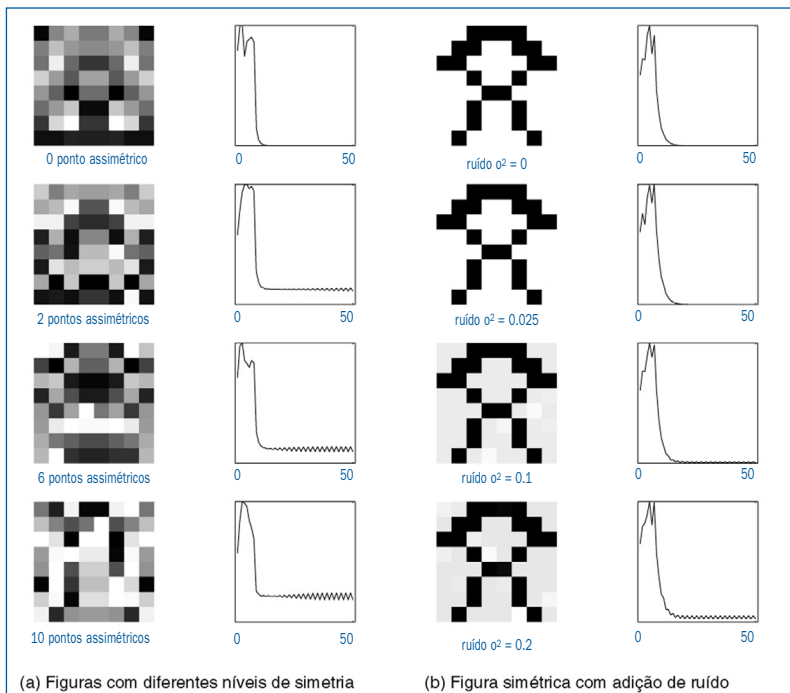 0 ponto assimétrico
0 50
ruído σ² = 0
0 50
2 pontos assimétricos
0 50
ruído σ² = 0.025
0 50
6 pontos assimétricos
0 50
ruído σ² = 0.1
0 50
10 pontos assimétricos
0 50
ruído σ² = 0.2
0 50
(a) Figuras com diferentes níveis de simetria
(b) Figura simétrica com adição de ruído